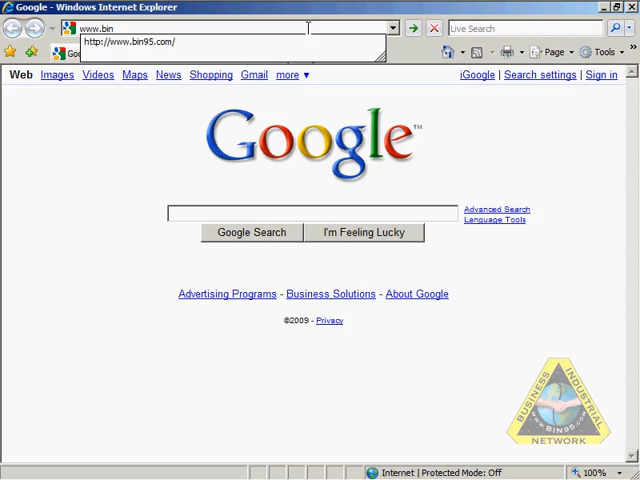 Google - Windows Internet Explorer
www.bin
Live Search
http://www.bin95.com/
Page
Tools
Web Images Videos Maps News Shopping Gmail more ▼
iGoogle | Search settings | Sign in
Google™
Advanced Search
Language Tools
Google Search
I'm Feeling Lucky
Advertising Programs - Business Solutions - About Google
©2009 - Privacy
BUSINESS
INDUSTRIAL
WWW.BIN95.COM
NETWORK
Internet | Protected Mode: Off
100%